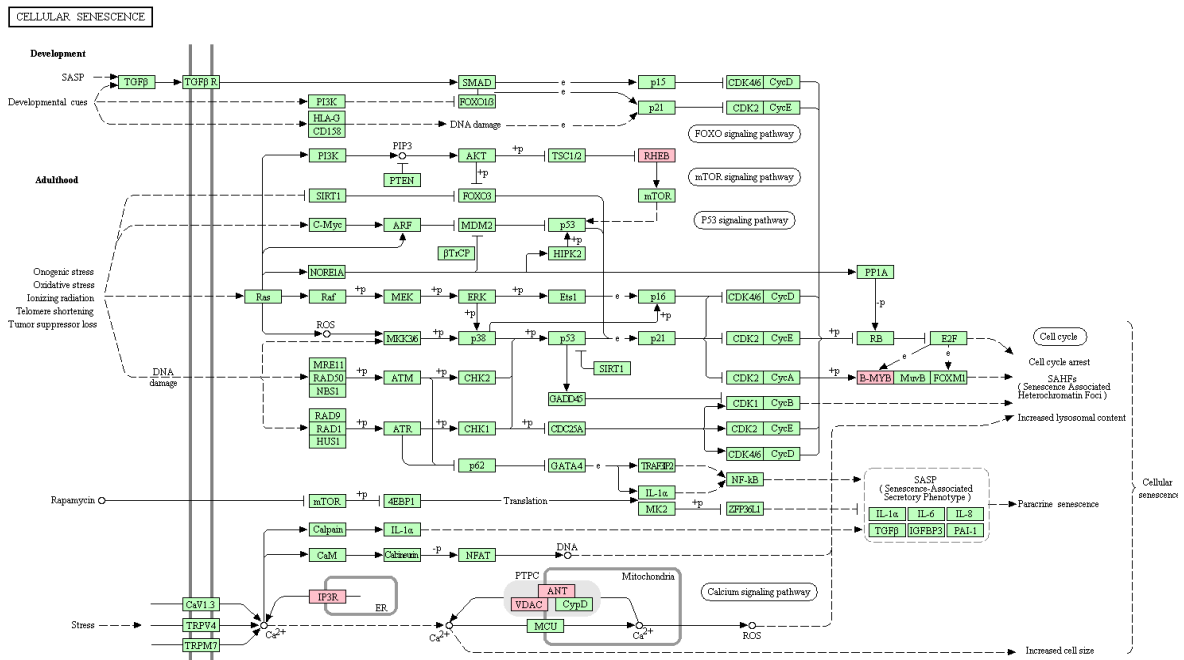 CELLULAR SENESCENCE
Development
SASP
TGFβ
TGFβ R
SMAD
e
p15
CDK4/6 CycD
Developmental cues
PI3K
FOXO1/3
e
p21
CDK2 CycE
HLA-G
CD158
DNA damage
e
FOXO signaling pathway
PI3K
PIP3
AKT
+p
TSC1/2
RHEB
PTEN
+p
mTOR signaling pathway
Adulthood
SIRT1
FOXO3
mTOR
C-Myc
ARF
MDM2
p53
P53 signaling pathway
+p
βTrCP
HIPK2
Onogenic stress
Oxidative stress
Ionizing radiation
Telomere shortening
Tumor suppressor loss
NORE1A
PP1A
Ras
Raf
+p
MEK
+p
ERK
+p
Ets1
e
p16
CDK4/6 CycD
-p
+p
+p
ROS
MKK3/6
+p
p38
+p
p53
e
p21
CDK2 CycE
+p
RB
E2F
Cell cycle
e
e
Cell cycle arrest
SIRT1
DNA
damage
MRE11
RAD50
NBS1
+p
ATM
+p
CHK2
CDK2 CycA
+p
B-MYB MuvB FOXM1
SAHFs
( Senescence Associated
Heterochromatin Foci )
GADD45
CDK1 CycB
Increased lysosomal content
RAD9
RAD1
HUS1
+p
ATR
+p
CHK1
+p
CDC25A
CDK2 CycE
CDK4/6 CycD
p62
GATA4
e
TRAF3IP2
NF-kB
IL-1α
SASP
( Senescence-Associated
Secretory Phenotype )
Cellular
senescence
Rapamycin
mTOR
+p
4EBP1
Translation
MK2
+p
ZFP36L1
Paracrine senescence
IL-1α IL-6 IL-8
TGFβ IGFBP3 PAI-1
Calpain
IL-1α
CaM
Calcineurin
-p
NFAT
DNA
PTPC
Mitochondria
Calcium signaling pathway
IP3R
ER
ANT
VDAC
CypD
CaV1.3
Stress
TRPV4
Ca2+
Ca2+
MCU
Ca2+
ROS
TRPM7
Increased cell size